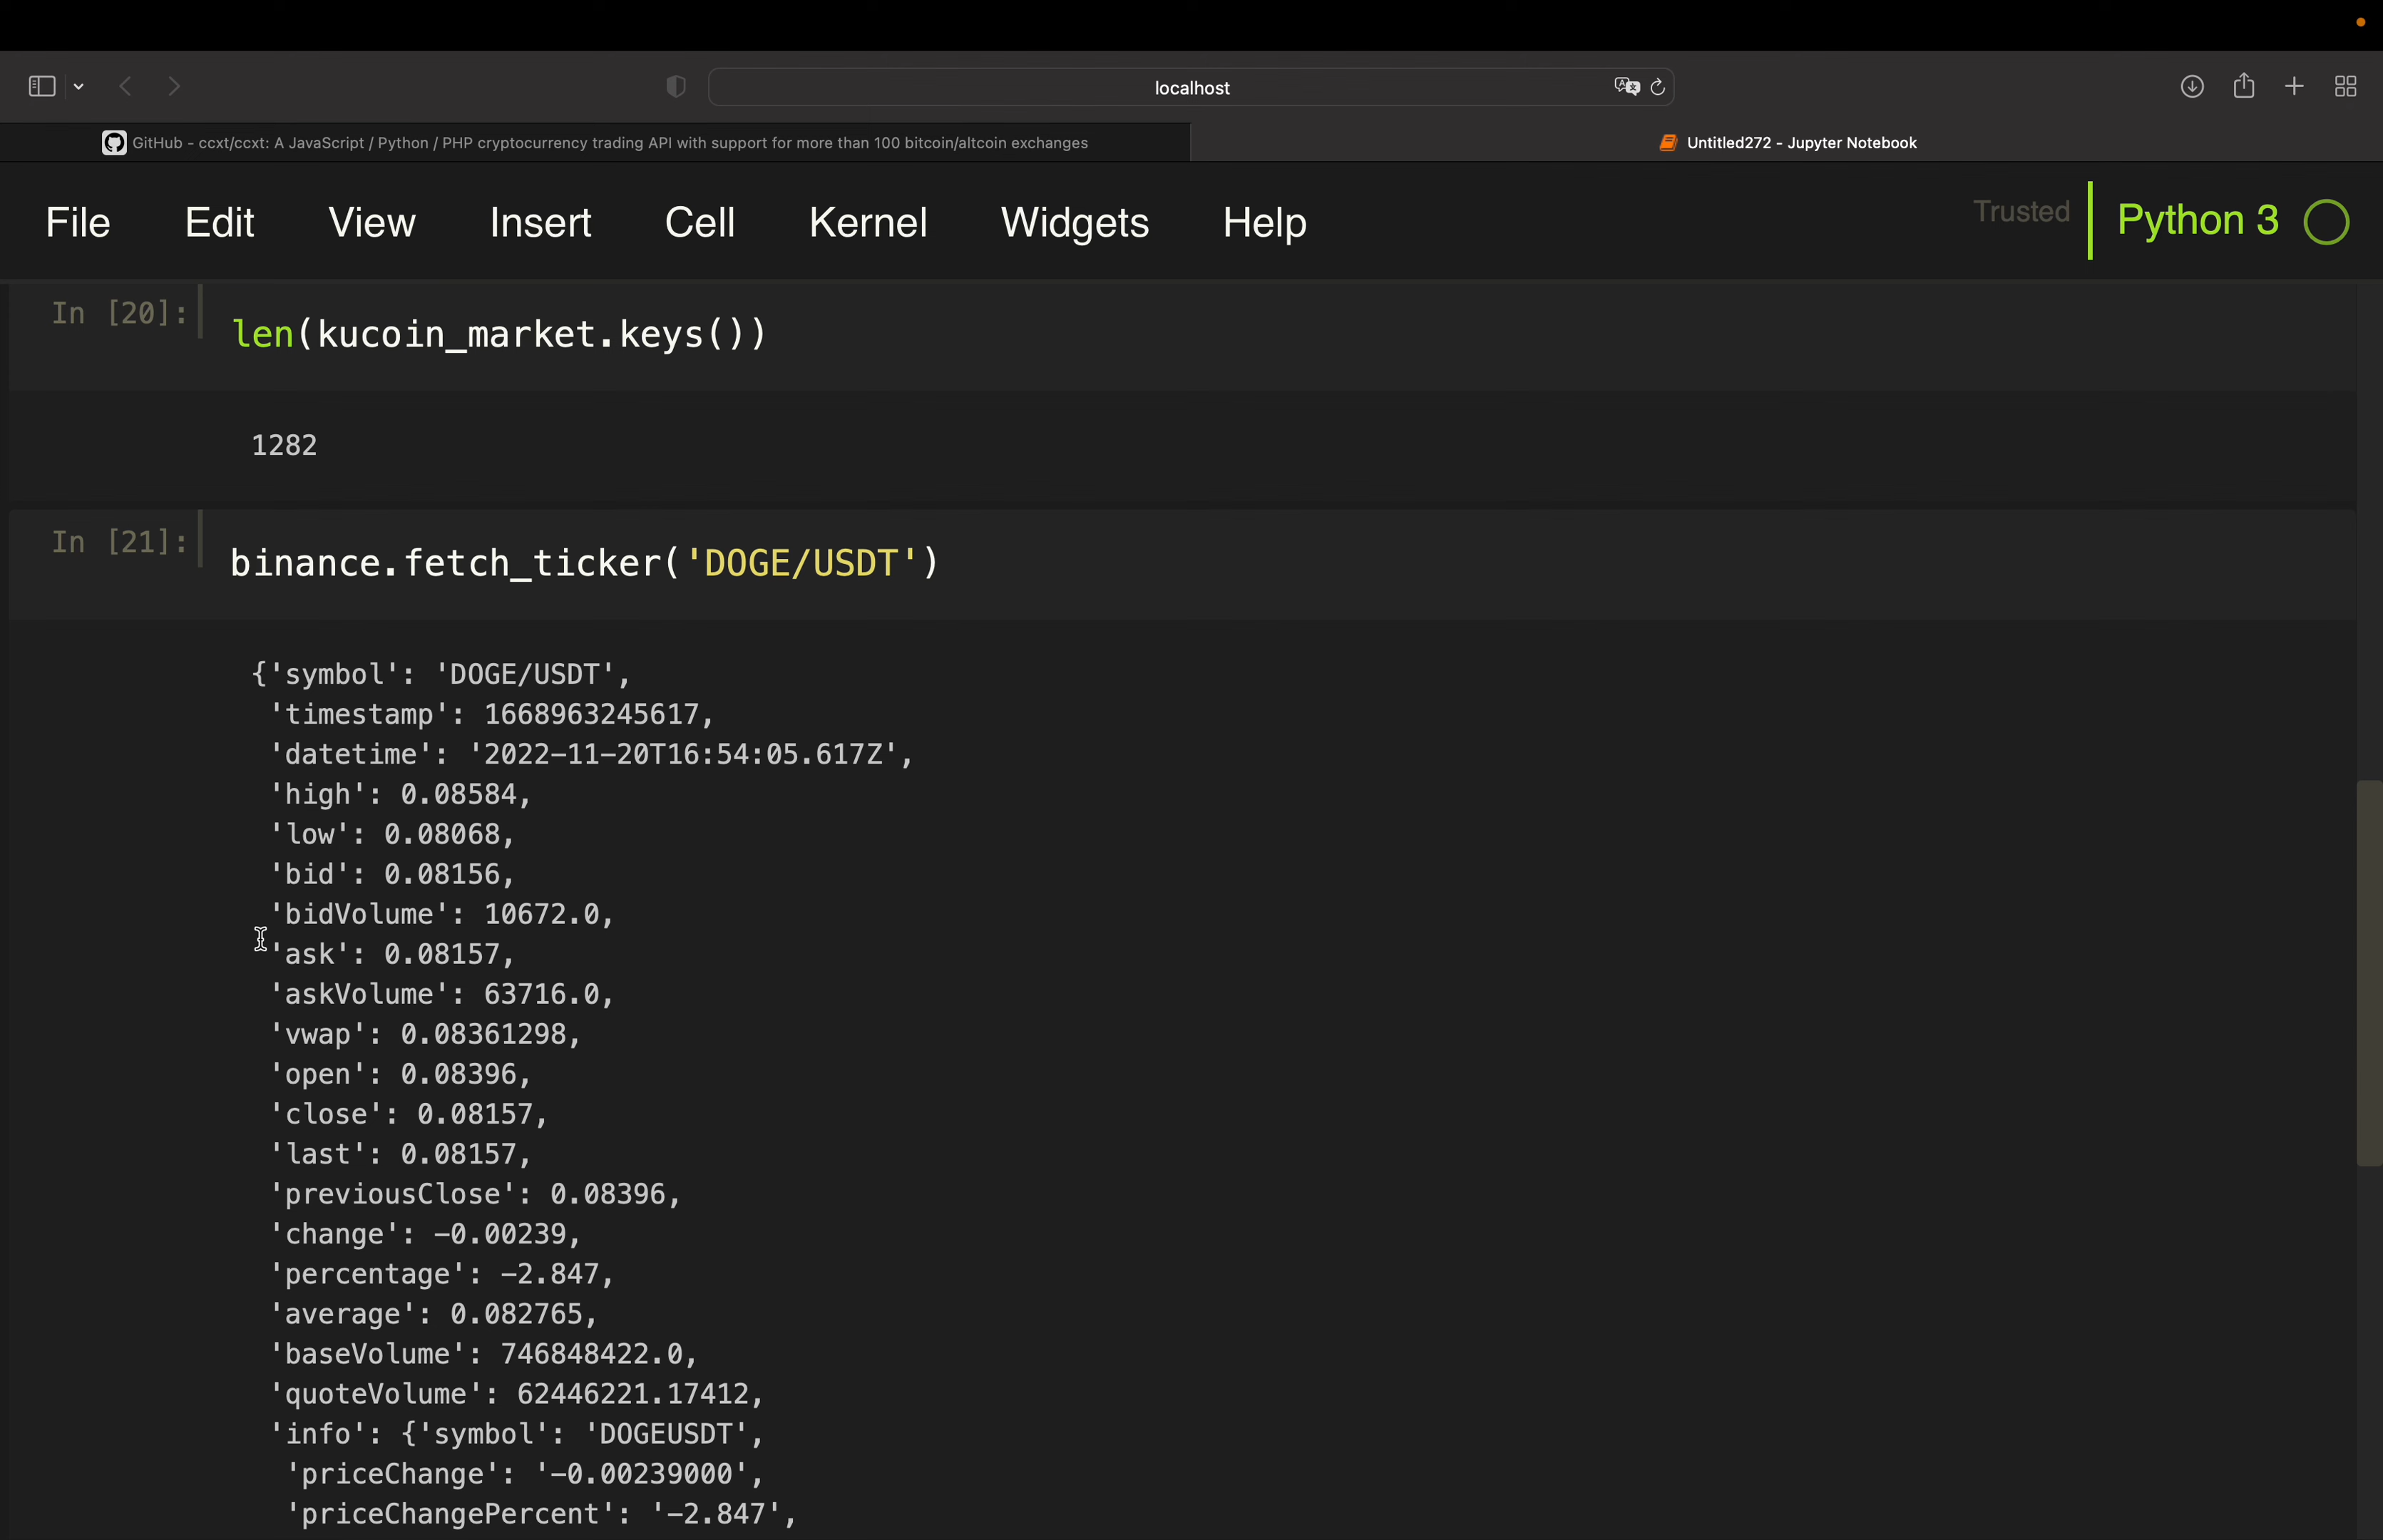 localhost
GitHub - ccxt/ccxt: A JavaScript / Python / PHP cryptocurrency trading API with support for more than 100 bitcoin/altcoin exchanges
Untitled272 - Jupyter Notebook
File Edit View Insert Cell Kernel Widgets Help Trusted Python 3
In [20]: len(kucoin_market.keys())
1282
In [21]: binance.fetch_ticker('DOGE/USDT')
{'symbol': 'DOGE/USDT',
'timestamp': 1668963245617,
'datetime': '2022-11-20T16:54:05.617Z',
'high': 0.08584,
'low': 0.08068,
'bid': 0.08156,
'bidVolume': 10672.0,
'ask': 0.08157,
'askVolume': 63716.0,
'vwap': 0.08361298,
'open': 0.08396,
'close': 0.08157,
'last': 0.08157,
'previousClose': 0.08396,
'change': -0.00239,
'percentage': -2.847,
'average': 0.082765,
'baseVolume': 746848422.0,
'quoteVolume': 62446221.17412,
'info': {'symbol': 'DOGEUSDT',
'priceChange': '-0.00239000',
'priceChangePercent': '-2.847',